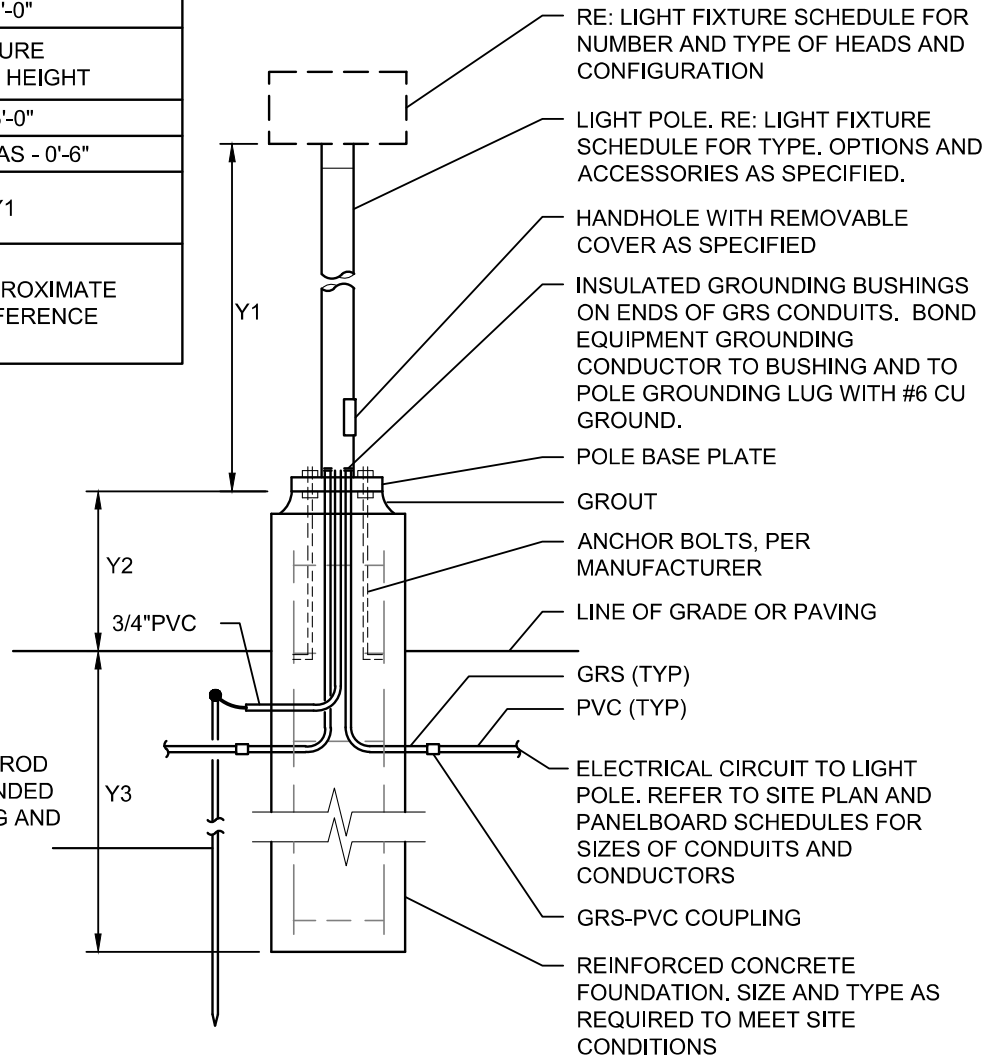 '-0"
URE
HEIGHT
'-0"
AS - 0'-6"
Y1
ROXIMATE
FERENCE
RE: LIGHT FIXTURE SCHEDULE FOR
NUMBER AND TYPE OF HEADS AND
CONFIGURATION
LIGHT POLE. RE: LIGHT FIXTURE
SCHEDULE FOR TYPE. OPTIONS AND
ACCESSORIES AS SPECIFIED.
HANDHOLE WITH REMOVABLE
COVER AS SPECIFIED
Y1
INSULATED GROUNDING BUSHINGS
ON ENDS OF GRS CONDUITS. BOND
EQUIPMENT GROUNDING
CONDUCTOR TO BUSHING AND TO
POLE GROUNDING LUG WITH #6 CU
GROUND.
POLE BASE PLATE
GROUT
ANCHOR BOLTS, PER
MANUFACTURER
Y2
3/4"PVC
LINE OF GRADE OR PAVING
GRS (TYP)
PVC (TYP)
ROD
NDED
G AND
Y3
ELECTRICAL CIRCUIT TO LIGHT
POLE. REFER TO SITE PLAN AND
PANELBOARD SCHEDULES FOR
SIZES OF CONDUITS AND
CONDUCTORS
GRS-PVC COUPLING
REINFORCED CONCRETE
FOUNDATION. SIZE AND TYPE AS
REQUIRED TO MEET SITE
CONDITIONS